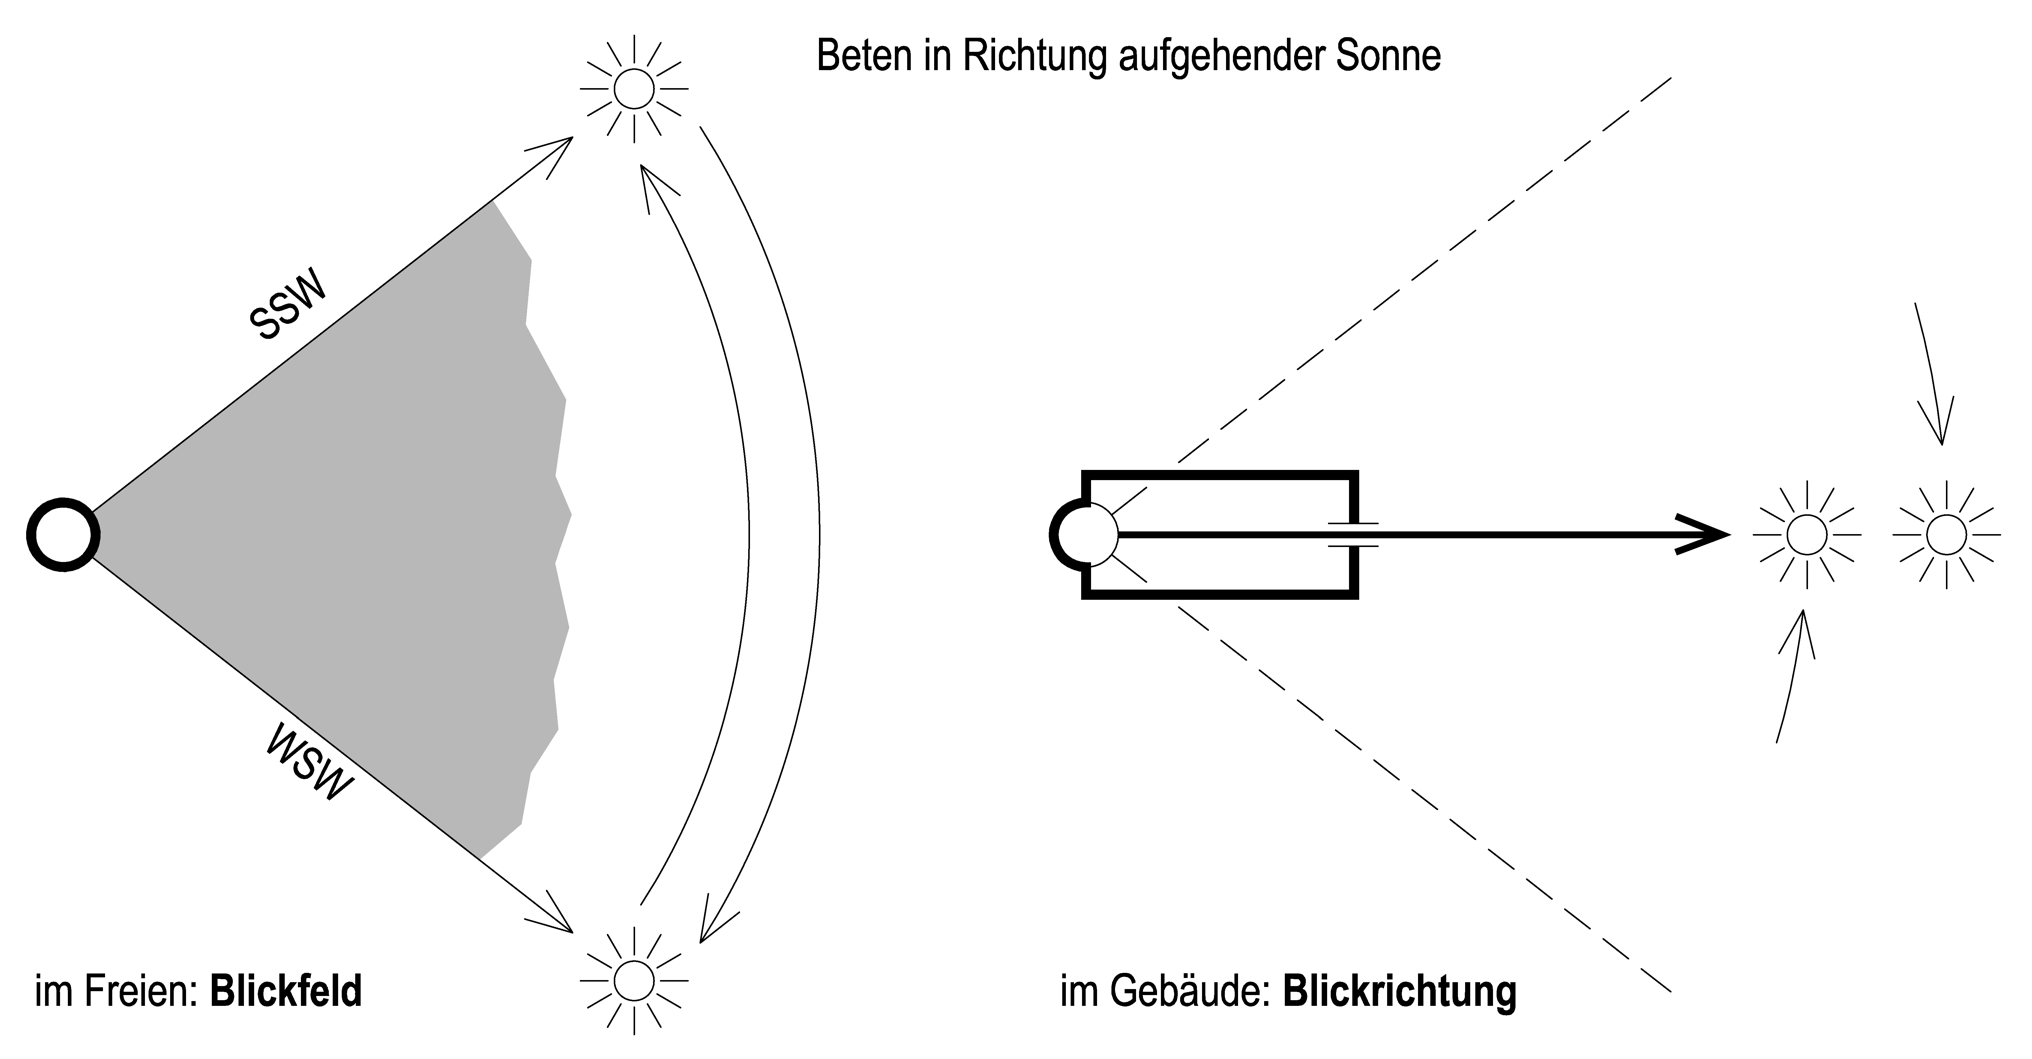 Beten in Richtung aufgehender Sonne
SSW
WSW
im Freien: Blickfeld
im Gebäude: Blickrichtung